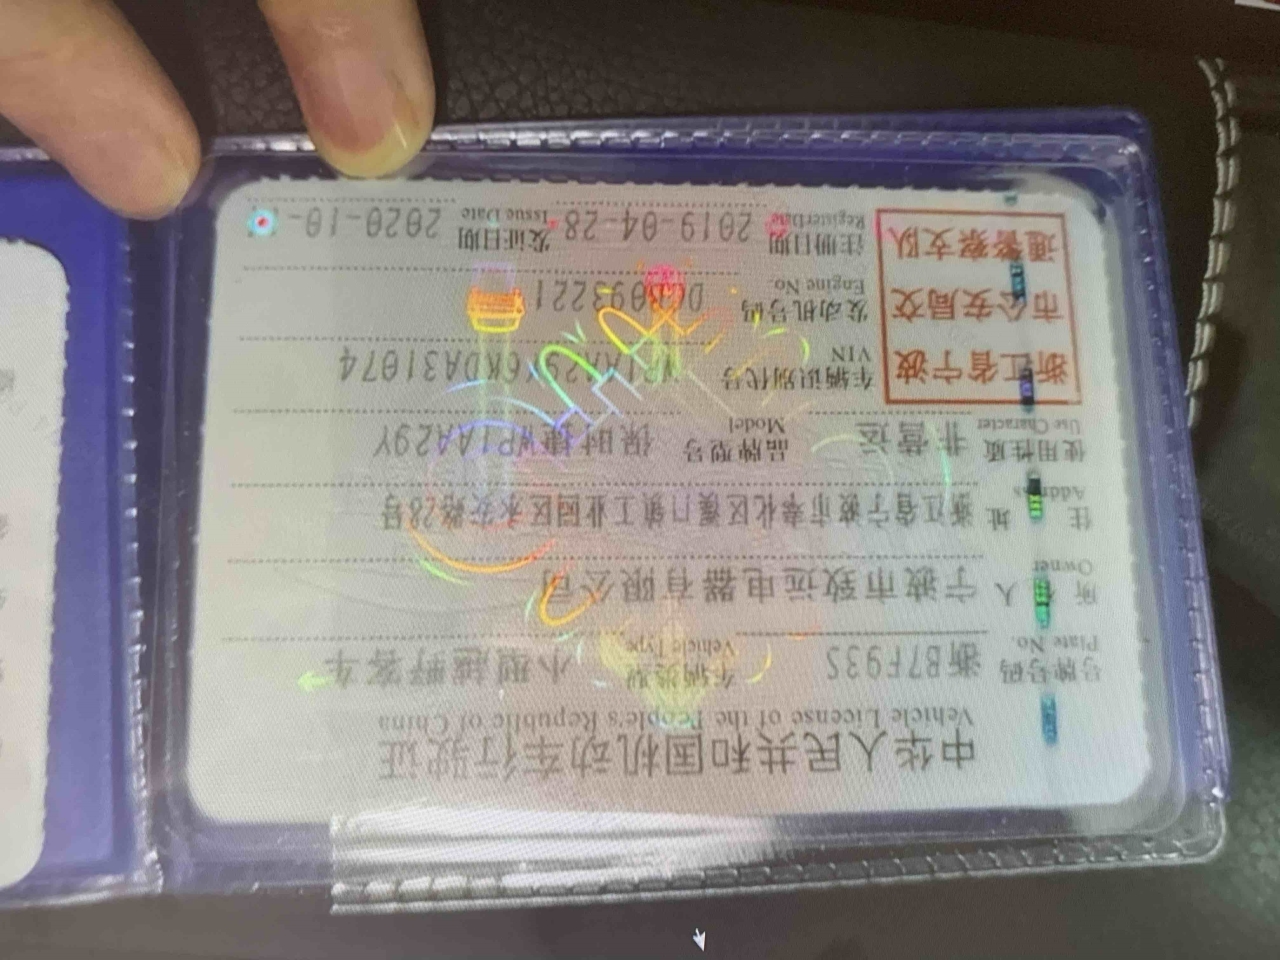 中华人民共和国机动车行驶证
Vehicle License of the People's Republic of China
号牌号码 浙B7F93S 车辆类型 小型越野客车
Plate No. Vehicle Type
所有人 宁波市致远电器有限公司
Owner
住址 浙江省宁波市奉化区溪口镇工业园区永安路28号
Address
使用性质 非营运 品牌型号 保时捷WP1AA29Y
Use Character Model
浙江省宁波 车辆识别代号
VIN
市公安局交 发动机号码
Engine No.
通警察支队 注册日期 2019-04-28 发证日期 2020-10-
Register Date Issue Date